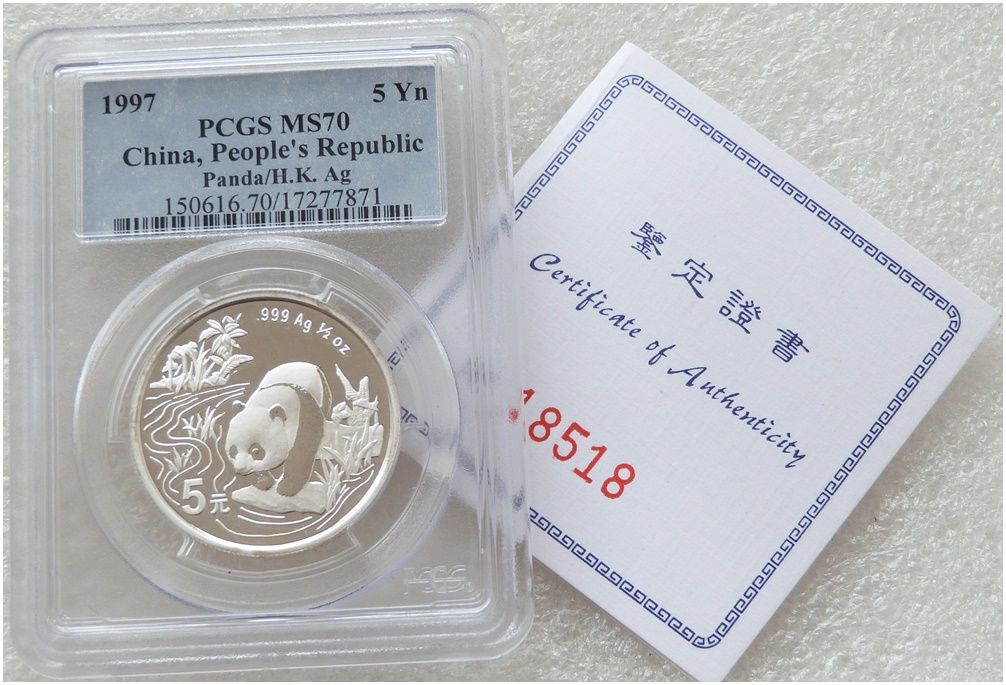 1997 5 Yn
PCGS MS70
China, People's Republic
Panda/H.K. Ag
150616.70/17277871
.999 Ag ½ oz
5元
PCGS
鑒定證書
Certificate of Authenticity
18518